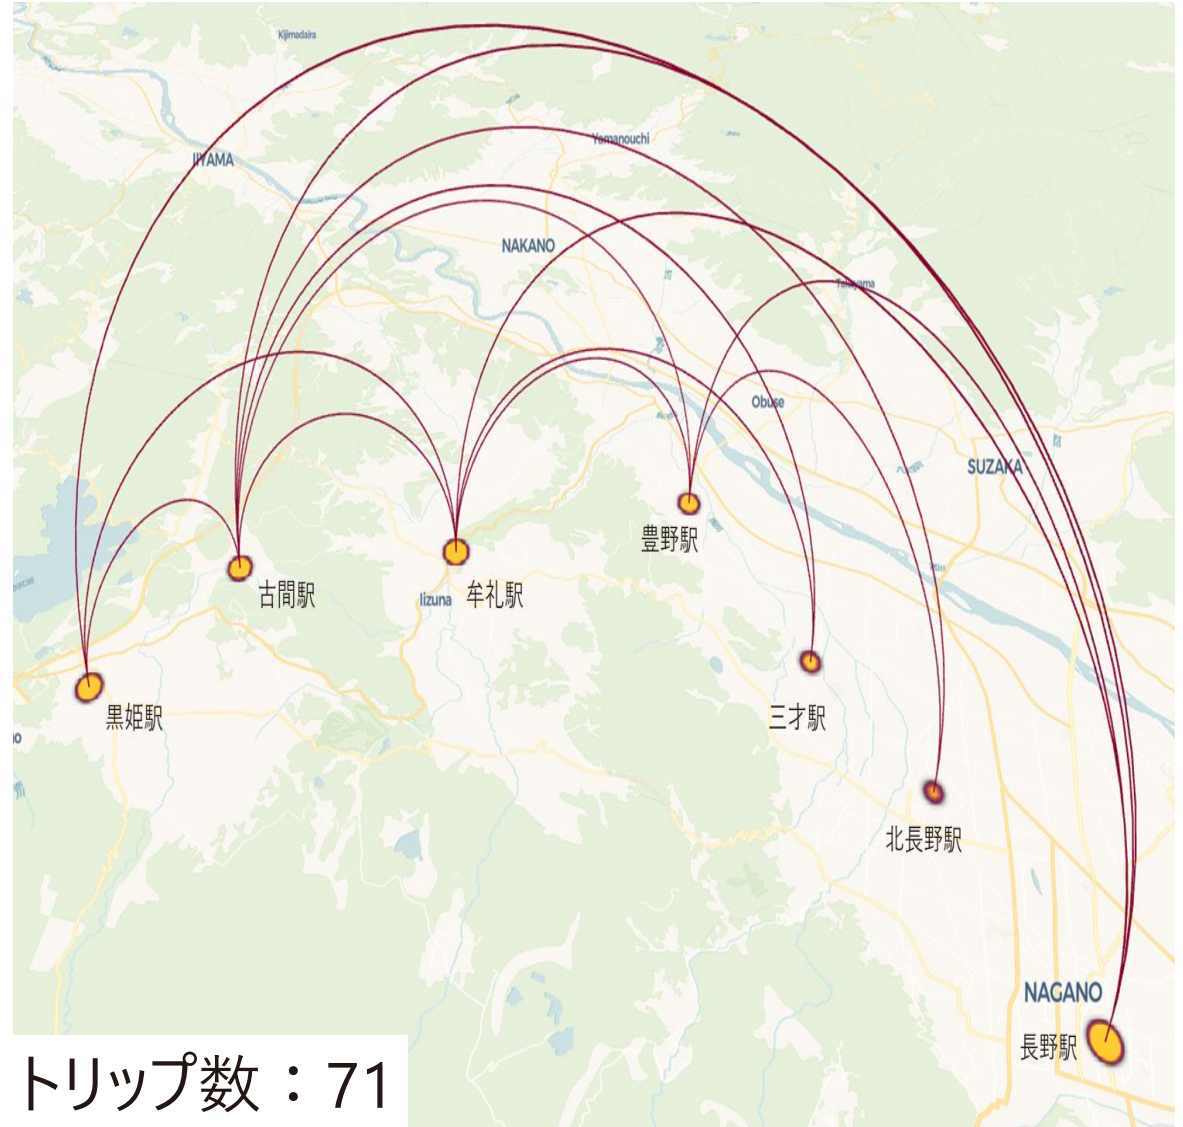 Kijimadaira
Yamanouchi
IIYAMA
NAKANO
Takayama
Obuse
SUZAKA
豊野駅
古間駅
Iizuna
牟礼駅
黒姫駅
三才駅
北長野駅
NAGANO
長野駅
トリップ数:71